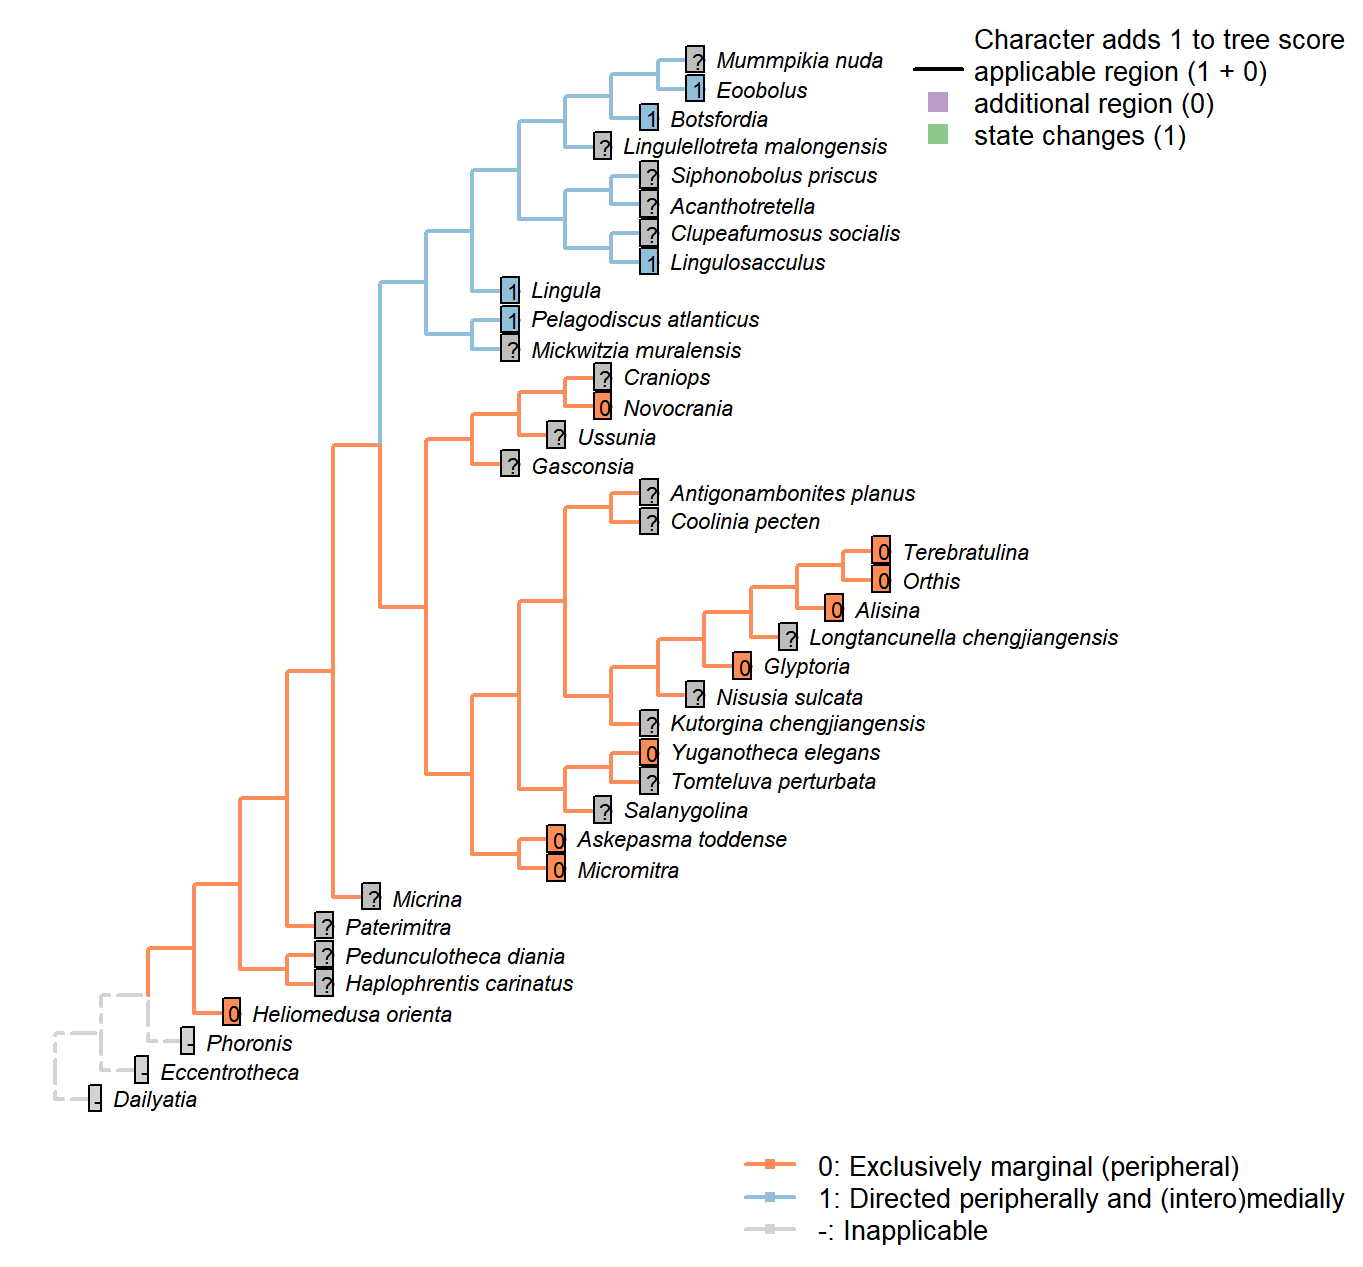 Character adds 1 to tree score
applicable region (1 + 0)
additional region (0)
state changes (1)
? Mummpikia nuda
1 Eoobolus
1 Botsfordia
? Lingulellotreta malongensis
? Siphonobolus priscus
? Acanthotretella
? Clupeafumosus socialis
1 Lingulosacculus
1 Lingula
1 Pelagodiscus atlanticus
? Mickwitzia muralensis
? Craniops
0 Novocrania
? Ussunia
? Gasconsia
? Antigonambonites planus
? Coolinia pecten
0 Terebratulina
0 Orthis
0 Alisina
? Longtancunella chengjiangensis
0 Glyptoria
? Nisusia sulcata
? Kutorgina chengjiangensis
0 Yuganotheca elegans
? Tomteluva perturbata
? Salanygolina
0 Askepasma toddense
0 Micromitra
? Micrina
? Paterimitra
? Pedunculotheca diania
? Haplophrentis carinatus
0 Heliomedusa orienta
- Phoronis
- Eccentrotheca
- Dailyatia
0: Exclusively marginal (peripheral)
1: Directed peripherally and (intero)medially
-: Inapplicable